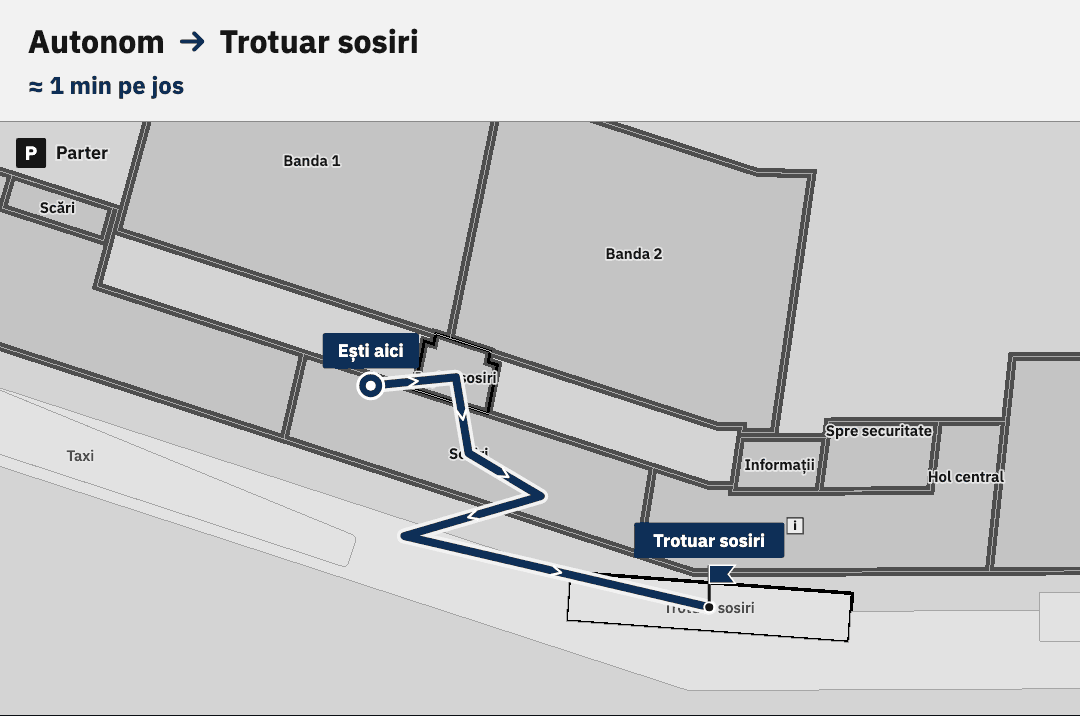 Autonom → Trotuar sosiri
≈ 1 min pe jos
P Parter
Banda 1
Scări
Banda 2
Ești aici
sosiri
Spre securitate
Informații
Hol central
Taxi
i
Trotuar sosiri
sosiri